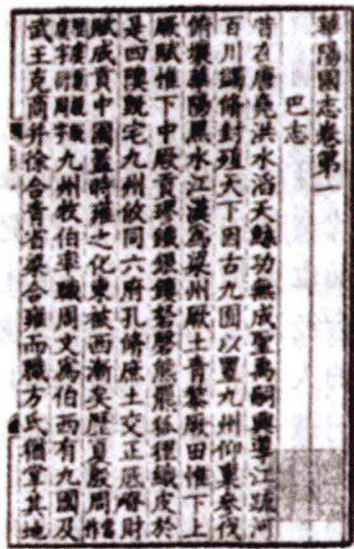 華陽國志卷第一
巴志
昔在唐堯洪水滔天鯀功無成聖禹嗣興導江疏河
百川蠲脩封殖天下因古九囿以置九州仰稟參伐
俯壤華陽黑水江漢為梁州厥土青黎厥田惟下上
厥賦惟下中厥貢璆鐵銀鏤砮磬熊羆狐狸織皮於
是四隩既宅九州攸同六府孔脩庶土交正厎慎財
賦成貢中國蓋時雍之化東被西漸矣歷夏殷周
九州牧伯率職周文為伯西有九國及
武王克商并徐合青省梁合雍而職方氏猶掌其地